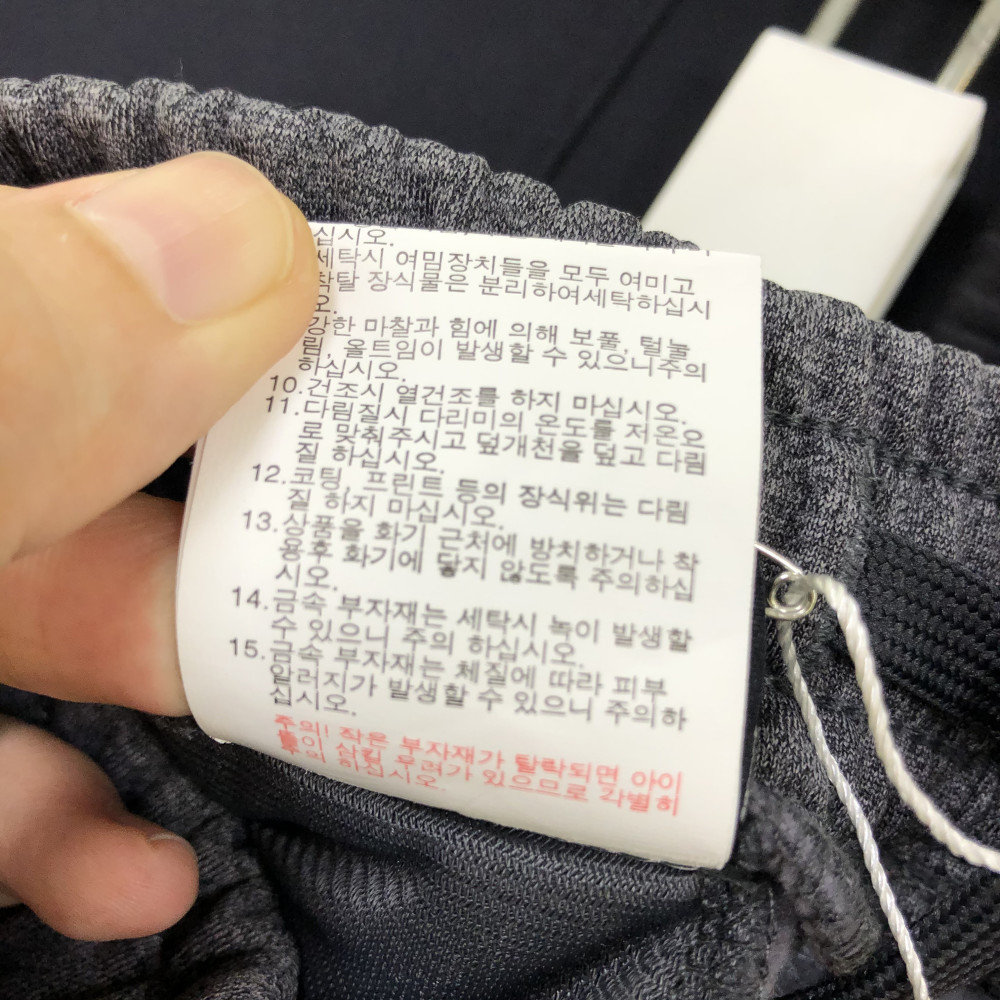 십시오.
세탁시 여밈장치들을 모두 여미고
착탈 장식물은 분리하여세탁하십시
오.
강한 마찰과 힘에 의해 보풀, 털눌
림, 올트임이 발생할 수 있으니주의
하십시오.
10.건조시 열건조를 하지 마십시오.
11.다림질시 다리미의 온도를 저온으
로 맞춰주시고 덮개천을 덮고 다림
질 하십시오.
12.코팅, 프린트 등의 장식위는 다림
질 하지 마십시오.
13.상품을 화기 근처에 방치하거나 착
용후 화기에 닿지 않도록 주의하십
시오.
14.금속 부자재는 세탁시 녹이 발생할
수 있으니 주의 하십시오.
15.금속 부자재는 체질에 따라 피부
알러지가 발생할 수 있으니 주의하
십시오.
주의! 작은 부자재가 탈락되면 아이
들이 삼킬 우려가 있으므로 각별히
주의 하십시오.